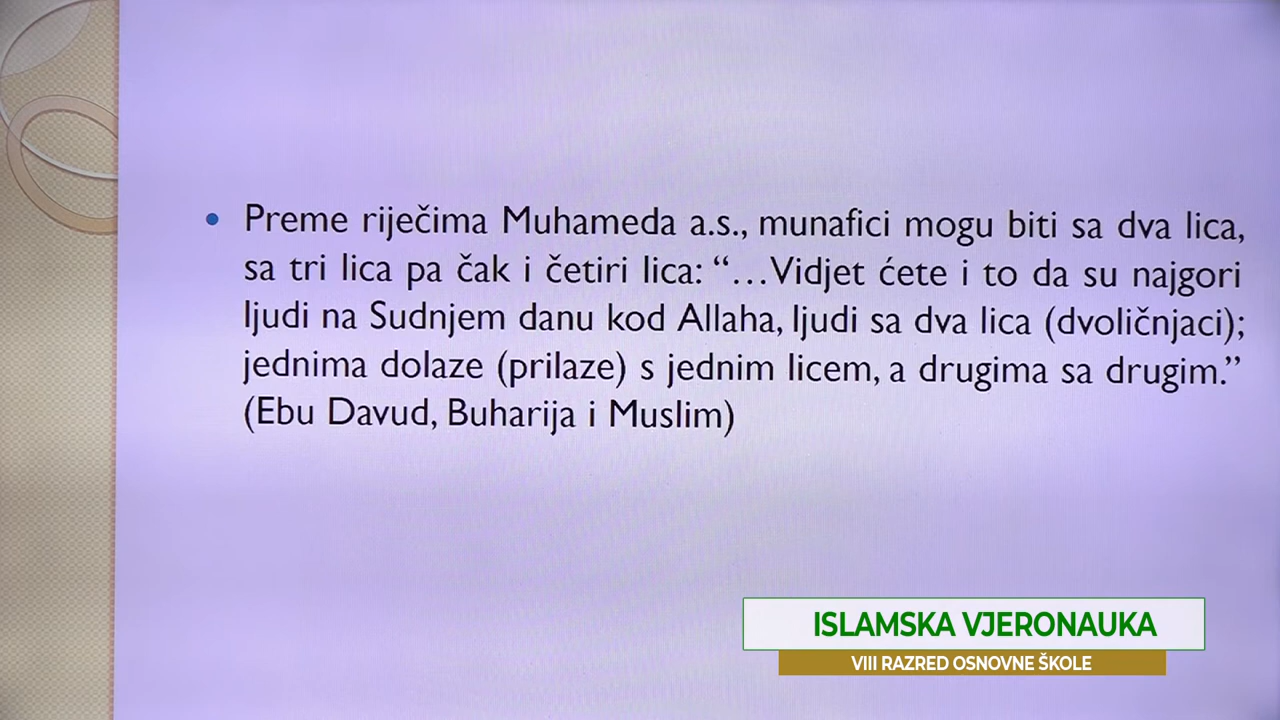 • Preme riječima Muhameda a.s., munafici mogu biti sa dva lica,
sa tri lica pa čak i četiri lica: “…Vidjet ćete i to da su najgori
ljudi na Sudnjem danu kod Allaha, ljudi sa dva lica (dvoličnjaci);
jednima dolaze (prilaze) s jednim licem, a drugima sa drugim.”
(Ebu Davud, Buharija i Muslim)
ISLAMSKA VJERONAUKA
VIII RAZRED OSNOVNE ŠKOLE